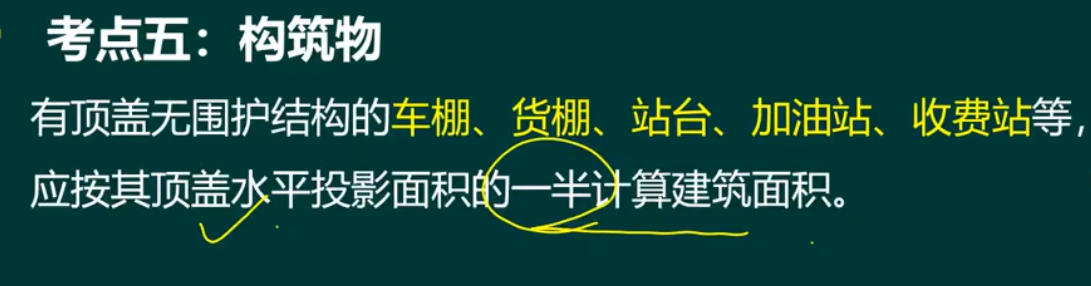 考点五：构筑物
有顶盖无围护结构的车棚、货棚、站台、加油站、收费站等，
应按其顶盖水平投影面积的一半计算建筑面积。